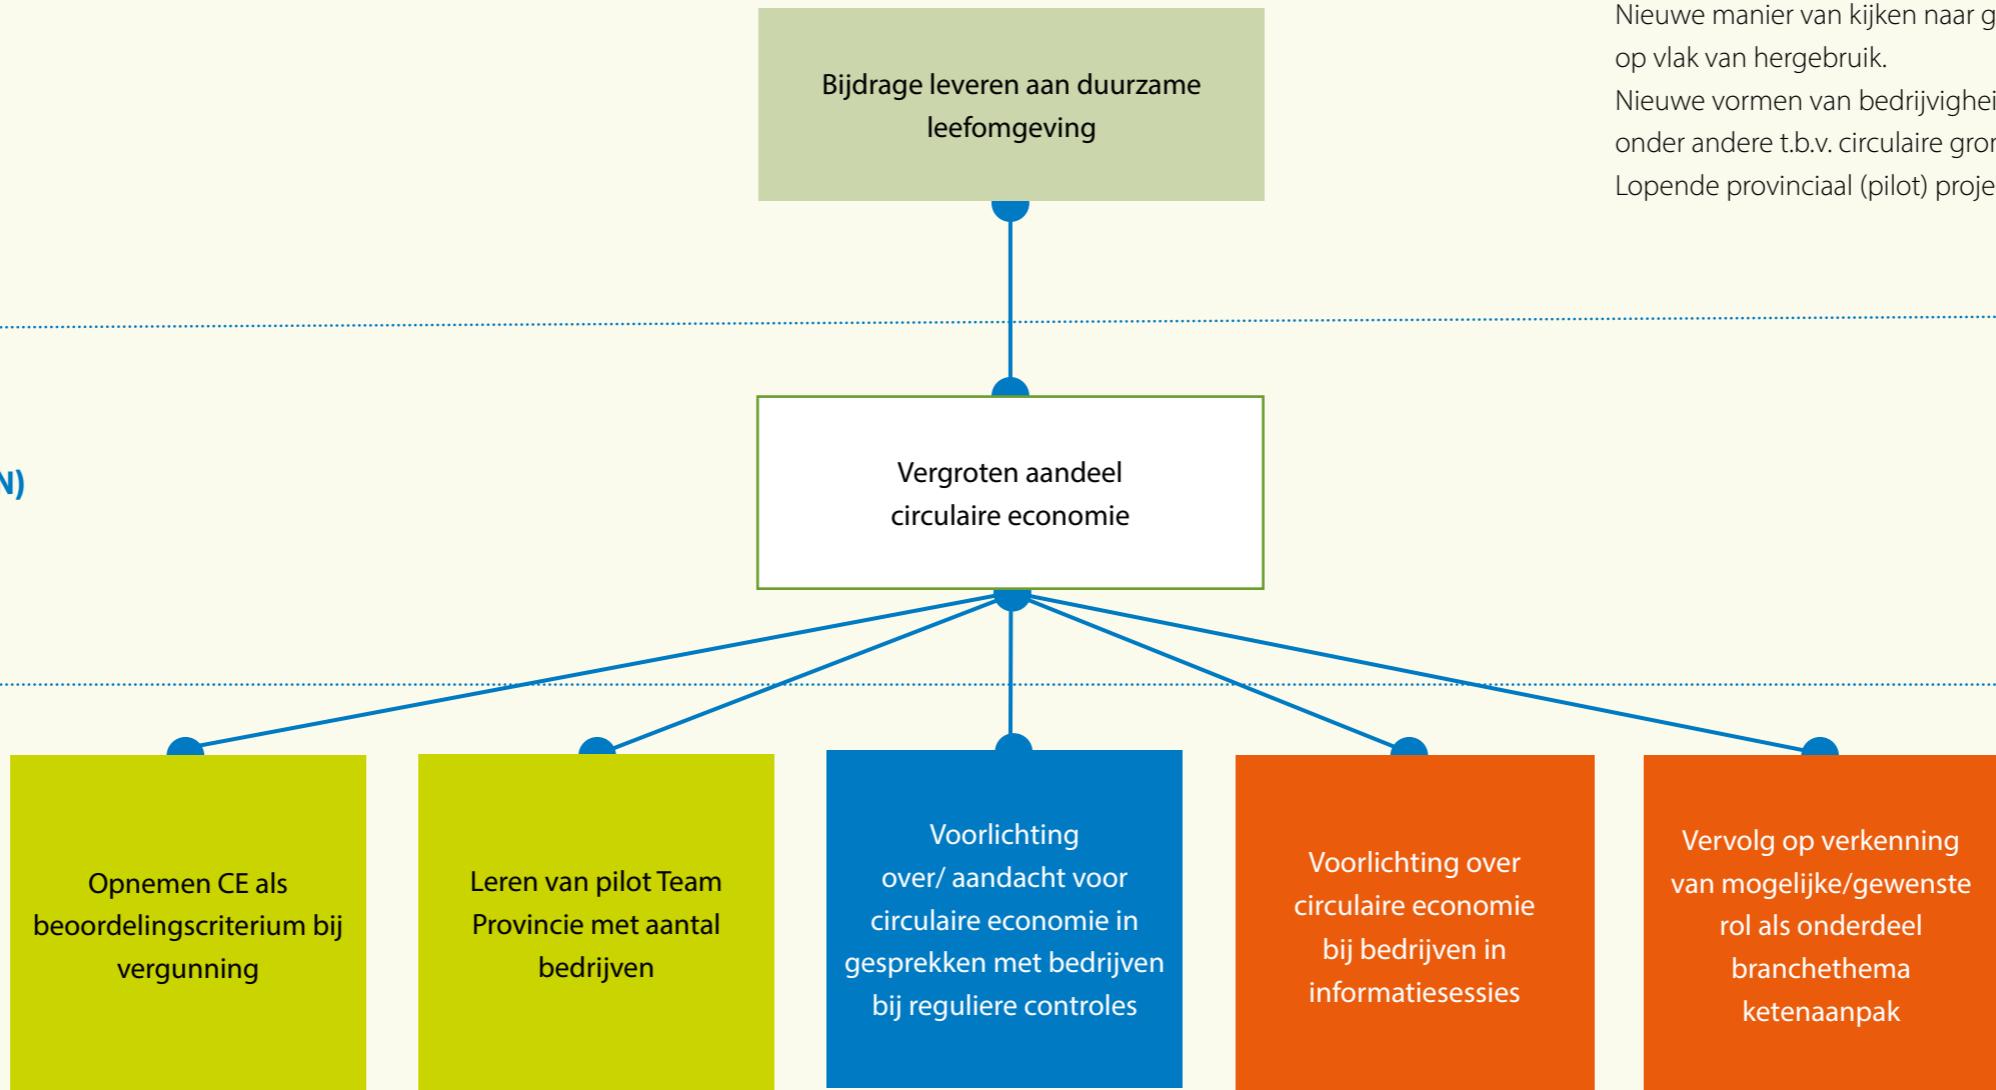 Nieuwe manier van kijken naar
op vlak van hergebruik.
Nieuwe vormen van
onder andere t.b.v. circulaire
Lopende provinciaal (pilot)
Bijdrage leveren aan duurzame
leefomgeving
N)
Vergroten aandeel
circulaire economie
Opnemen CE als
beoordelingscriterium bij
vergunning
Leren van pilot Team
Provincie met aantal
bedrijven
Voorlichting
over/ aandacht voor
circulaire economie in
gesprekken met bedrijven
bij reguliere controles
Voorlichting over
circulaire economie
bij bedrijven in
informatiesessies
Vervolg op verkenning
van mogelijke/gewenste
rol als onderdeel
branchethema
ketenaanpak